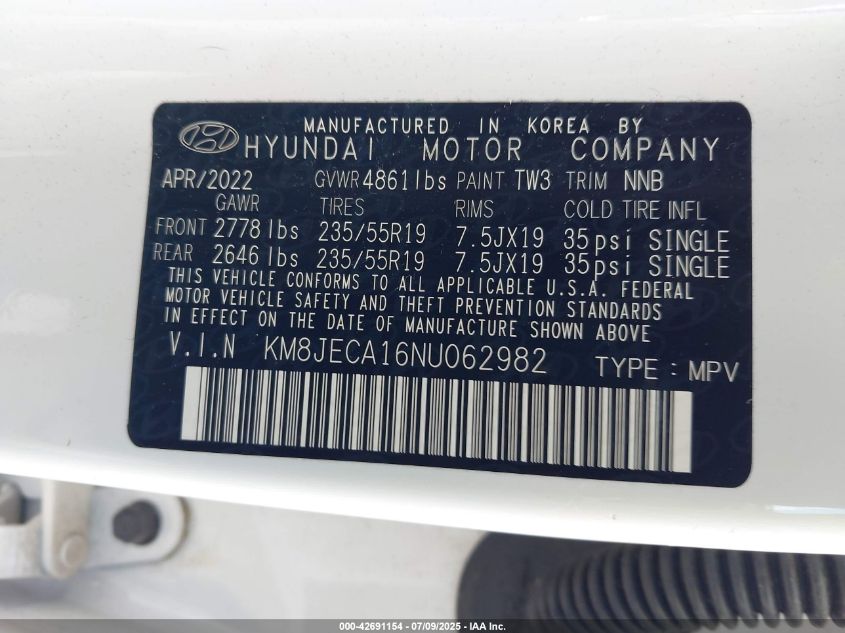 MANUFACTURED IN KOREA BY
HYUNDAI MOTOR COMPANY
APR/2022 GVWR 4861lbs PAINT TW3 TRIM NNB
GAWR TIRES RIMS COLD TIRE INFL
FRONT 2778 lbs 235/55R19 7.5JX19 35psi SINGLE
REAR 2646 lbs 235/55R19 7.5JX19 35psi SINGLE
THIS VEHICLE CONFORMS TO ALL APPLICABLE U.S.A. FEDERAL
MOTOR VEHICLE SAFETY AND THEFT PREVENTION STANDARDS
IN EFFECT ON THE DATE OF MANUFACTURE SHOWN ABOVE
V.I.N KM8JECA16NU062982 TYPE : MPV
000-42691154 - 07/09/2025 - IAA Inc.